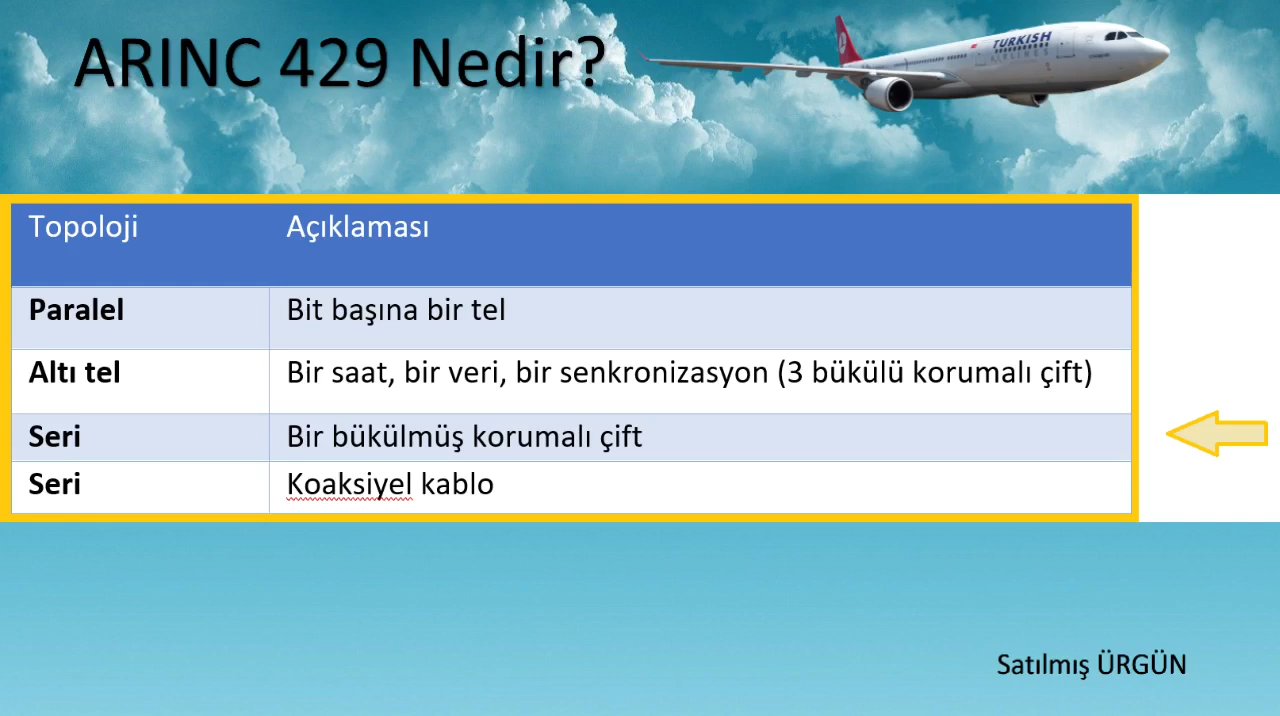 ARINC 429 Nedir?
TURKISH
AIRLINES
Topoloji Açıklaması
Paralel Bit başına bir tel
Altı tel Bir saat, bir veri, bir senkronizasyon (3 bükülü korumalı çift)
Seri Bir bükülmüş korumalı çift
Seri Koaksiyel kablo
Satılmış ÜRGÜN